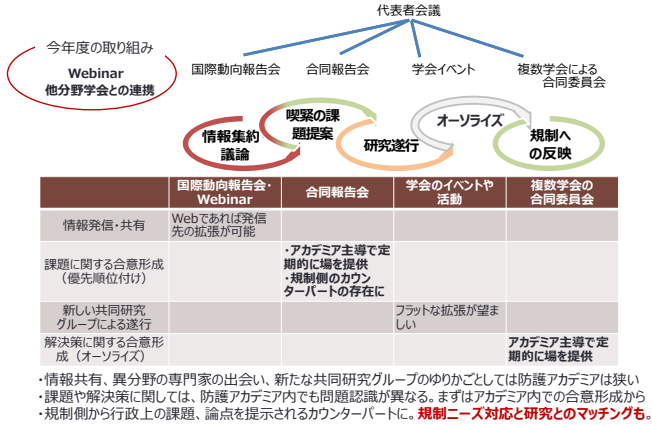 代表者会議
今年度の取り組み
Webinar
他分野学会との連携
国際動向報告会
合同報告会
学会イベント
複数学会による
合同委員会
情報集約
議論
喫緊の課
題提案
研究遂行
オーソライズ
規制へ
の反映
国際動向報告会・
Webinar
合同報告会
学会のイベントや
活動
複数学会の
合同委員会
情報発信・共有
Webであれば発信
先の拡張が可能
課題に関する合意形成
（優先順位付け）
・アカデミア主導で定
期的に場を提供
・規制側のカウン
ターパートの存在に
新しい共同研究
グループによる遂行
フラットな拡張が望ま
しい
解決策に関する合意形
成（オーソライズ）
アカデミア主導で定
期的に場を提供
・情報共有、異分野の専門家の出会い、新たな共同研究グループのゆりかごとしては防護アカデミアは狭い
・課題や解決策に関しては、防護アカデミア内でも問題認識が異なる。まずはアカデミア内での合意形成から
・規制側から行政上の課題、論点を提示されるカウンターパートに。規制ニーズ対応と研究とのマッチングも。